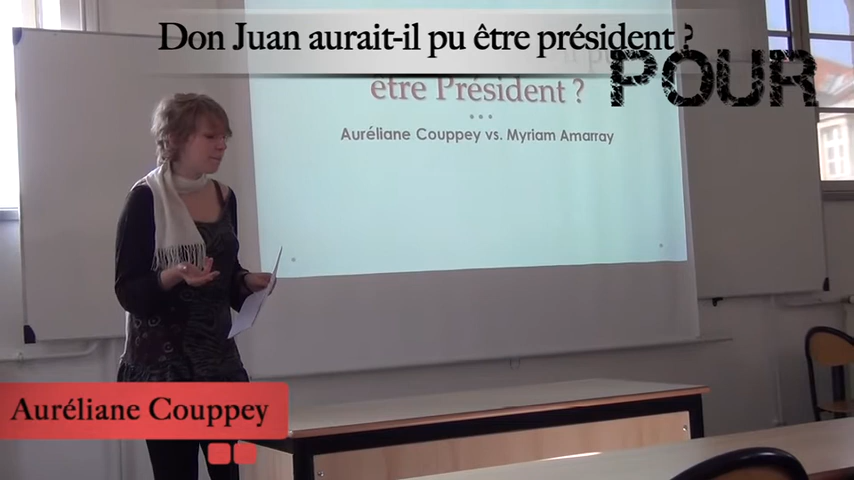 Don Juan aurait-il pu être président ?
POUR
être Président ?
Auréliane Couppey vs. Myriam Amarray
Auréliane Couppey